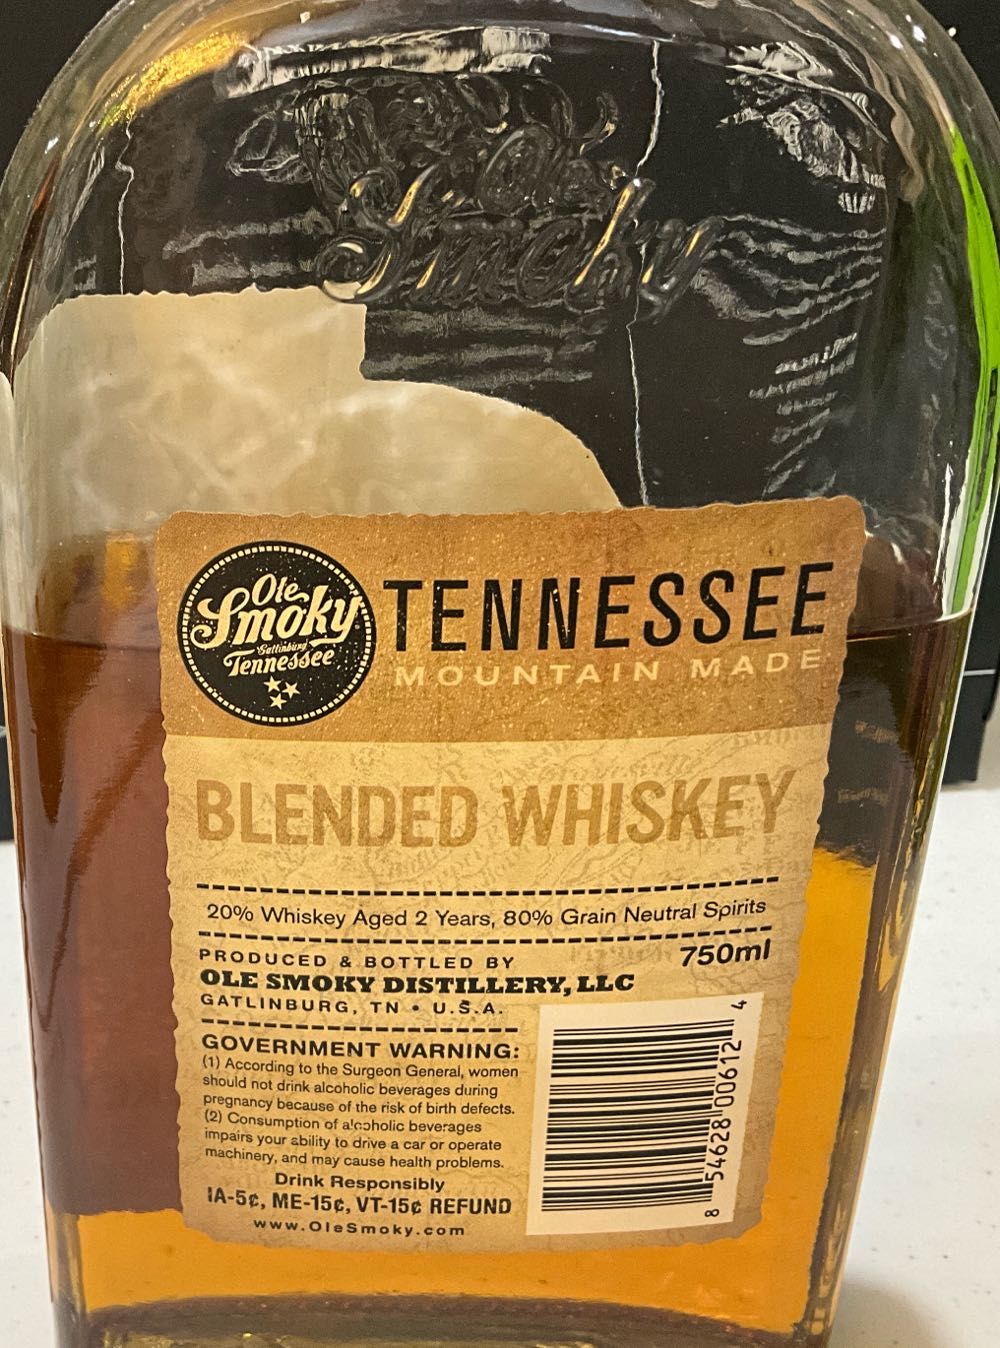 Ole
Smoky
Ole
Smoky
Gatlinburg
Tennessee
TENNESSEE
MOUNTAIN MADE
BLENDED WHISKEY
20% Whiskey Aged 2 Years, 80% Grain Neutral Spirits
PRODUCED & BOTTLED BY
750ml
OLE SMOKY DISTILLERY, LLC
GATLINBURG, TN • U.S.A.
GOVERNMENT WARNING:
(1) According to the Surgeon General, women
should not drink alcoholic beverages during
pregnancy because of the risk of birth defects.
(2) Consumption of alcoholic beverages
impairs your ability to drive a car or operate
machinery, and may cause health problems.
Drink Responsibly
IA-5¢, ME-15¢, VT-15¢ REFUND
www.OleSmoky.com
8 54628 00612 4